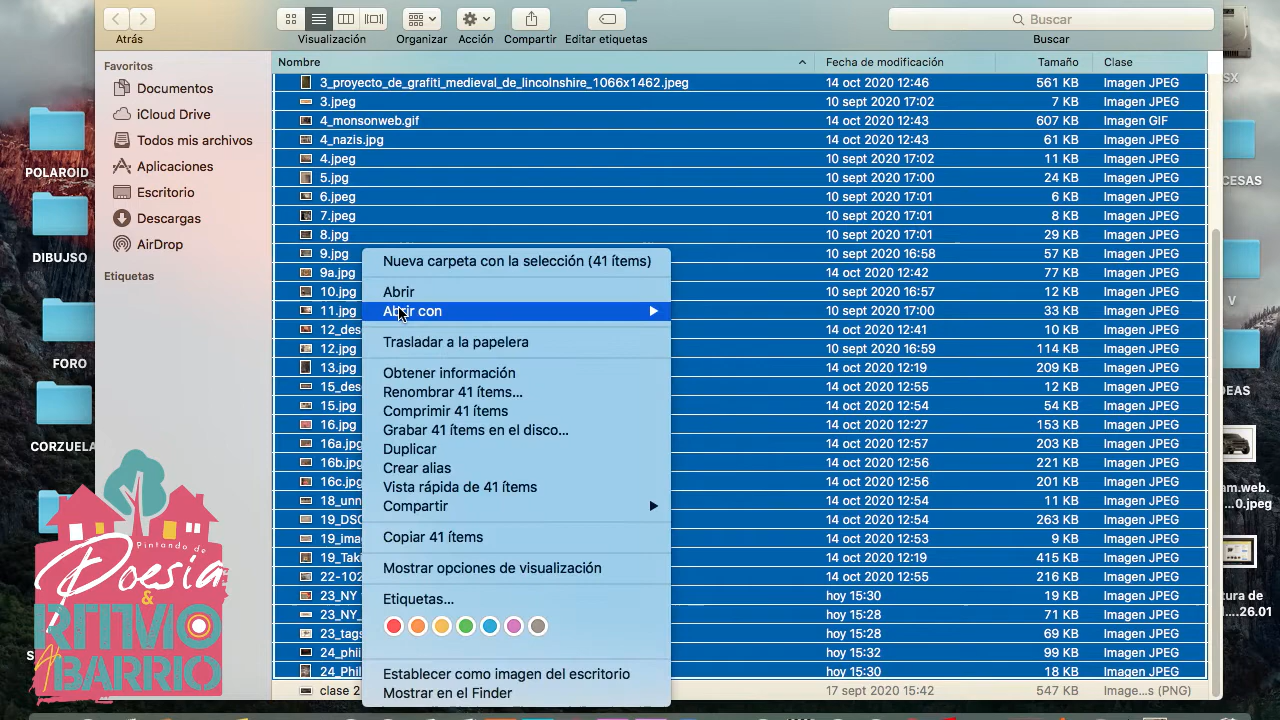 Buscar
Atrás
Visualización
Organizar
Acción
Compartir
Editar etiquetas
Buscar
Favoritos
Documentos
iCloud Drive
Todos mis archivos
Aplicaciones
Escritorio
Descargas
AirDrop
Etiquetas
Nombre Fecha de modificación Tamaño Clase
3_proyecto_de_grafiti_medieval_de_lincolnshire_1066x1462.jpeg 14 oct 2020 12:46 561 KB Imagen JPEG
3.jpeg 10 sept 2020 17:02 7 KB Imagen JPEG
4_monsonweb.gif 14 oct 2020 12:43 607 KB Imagen GIF
4_nazis.jpg 14 oct 2020 12:43 61 KB Imagen JPEG
4.jpeg 10 sept 2020 17:02 11 KB Imagen JPEG
5.jpg 10 sept 2020 17:00 24 KB Imagen JPEG
6.jpeg 10 sept 2020 17:01 6 KB Imagen JPEG
7.jpeg 10 sept 2020 17:01 8 KB Imagen JPEG
8.jpg 10 sept 2020 17:01 29 KB Imagen JPEG
9.jpg 10 sept 2020 16:58 57 KB Imagen JPEG
9a.jpg 14 oct 2020 12:42 77 KB Imagen JPEG
10.jpg 10 sept 2020 16:57 12 KB Imagen JPEG
11.jpg 10 sept 2020 17:00 33 KB Imagen JPEG
12_des 14 oct 2020 12:41 10 KB Imagen JPEG
12.jpg 10 sept 2020 16:59 114 KB Imagen JPEG
13.jpg 14 oct 2020 12:19 209 KB Imagen JPEG
15_des 14 oct 2020 12:55 12 KB Imagen JPEG
15.jpg 14 oct 2020 12:54 54 KB Imagen JPEG
16.jpg 14 oct 2020 12:27 153 KB Imagen JPEG
16a.jpg 14 oct 2020 12:57 203 KB Imagen JPEG
16b.jpg 14 oct 2020 12:56 221 KB Imagen JPEG
16c.jpg 14 oct 2020 12:56 201 KB Imagen JPEG
18_unn 14 oct 2020 12:54 11 KB Imagen JPEG
19_DSC 14 oct 2020 12:54 263 KB Imagen JPEG
19_ima 14 oct 2020 12:53 9 KB Imagen JPEG
19_Taki 14 oct 2020 12:19 415 KB Imagen JPEG
22-102 14 oct 2020 12:55 216 KB Imagen JPEG
23_NY hoy 15:30 19 KB Imagen JPEG
23_NY_ hoy 15:28 71 KB Imagen JPEG
23_tags hoy 15:28 69 KB Imagen JPEG
24_phil hoy 15:32 99 KB Imagen JPEG
24_Phil hoy 15:30 18 KB Imagen JPEG
clase 2 17 sept 2020 15:42 547 KB Image...s (PNG)
Nueva carpeta con la selección (41 ítems)
Abrir
Abrir con
Trasladar a la papelera
Obtener información
Renombrar 41 ítems...
Comprimir 41 ítems
Grabar 41 ítems en el disco...
Duplicar
Crear alias
Vista rápida de 41 ítems
Compartir
Copiar 41 ítems
Mostrar opciones de visualización
Etiquetas...
Establecer como imagen del escritorio
Mostrar en el Finder
POLAROID
DIBUJSO
FORO
CORZUELA
Pintando de
Poesía
&
RITMO
Al
BARRIO
SX
CESAS
V
DEAS
am.web.
...0.jpeg
tura de
...26.01